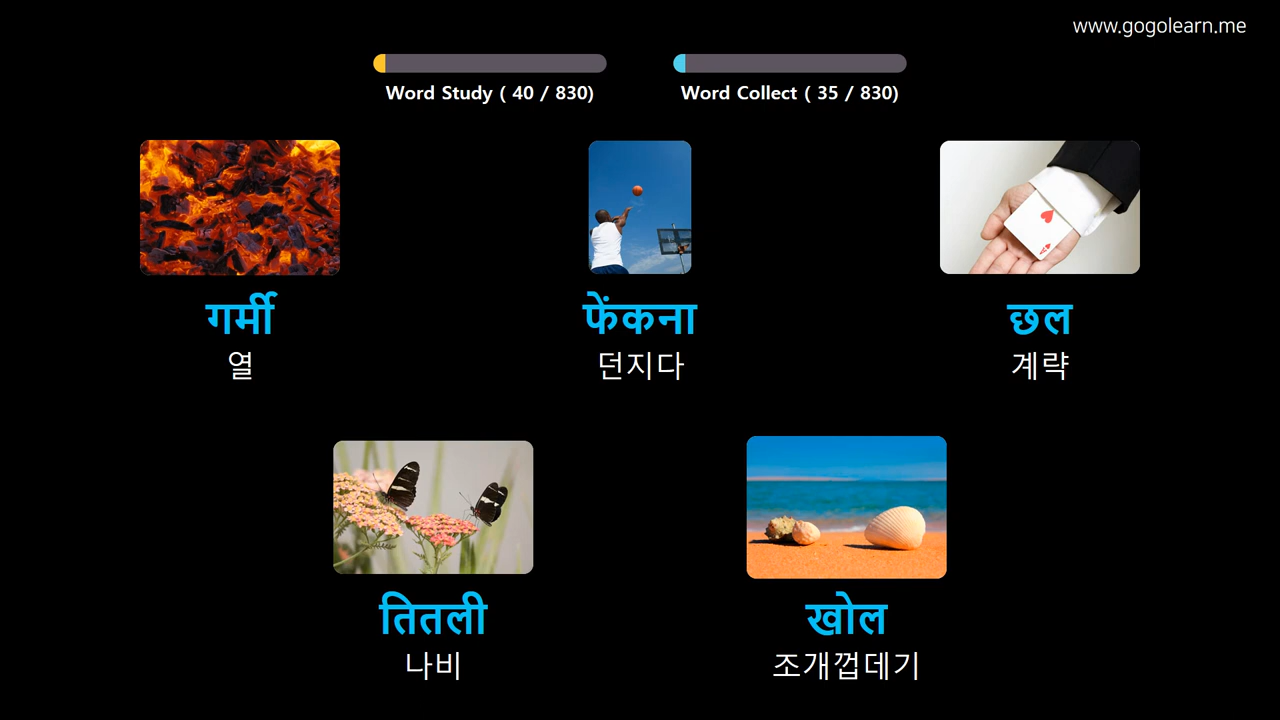 www.gogolearn.me
Word Study ( 40 / 830)
Word Collect ( 35 / 830)
गर्मी
열
फेंकना
던지다
छल
계략
तितली
나비
खोल
조개껍데기